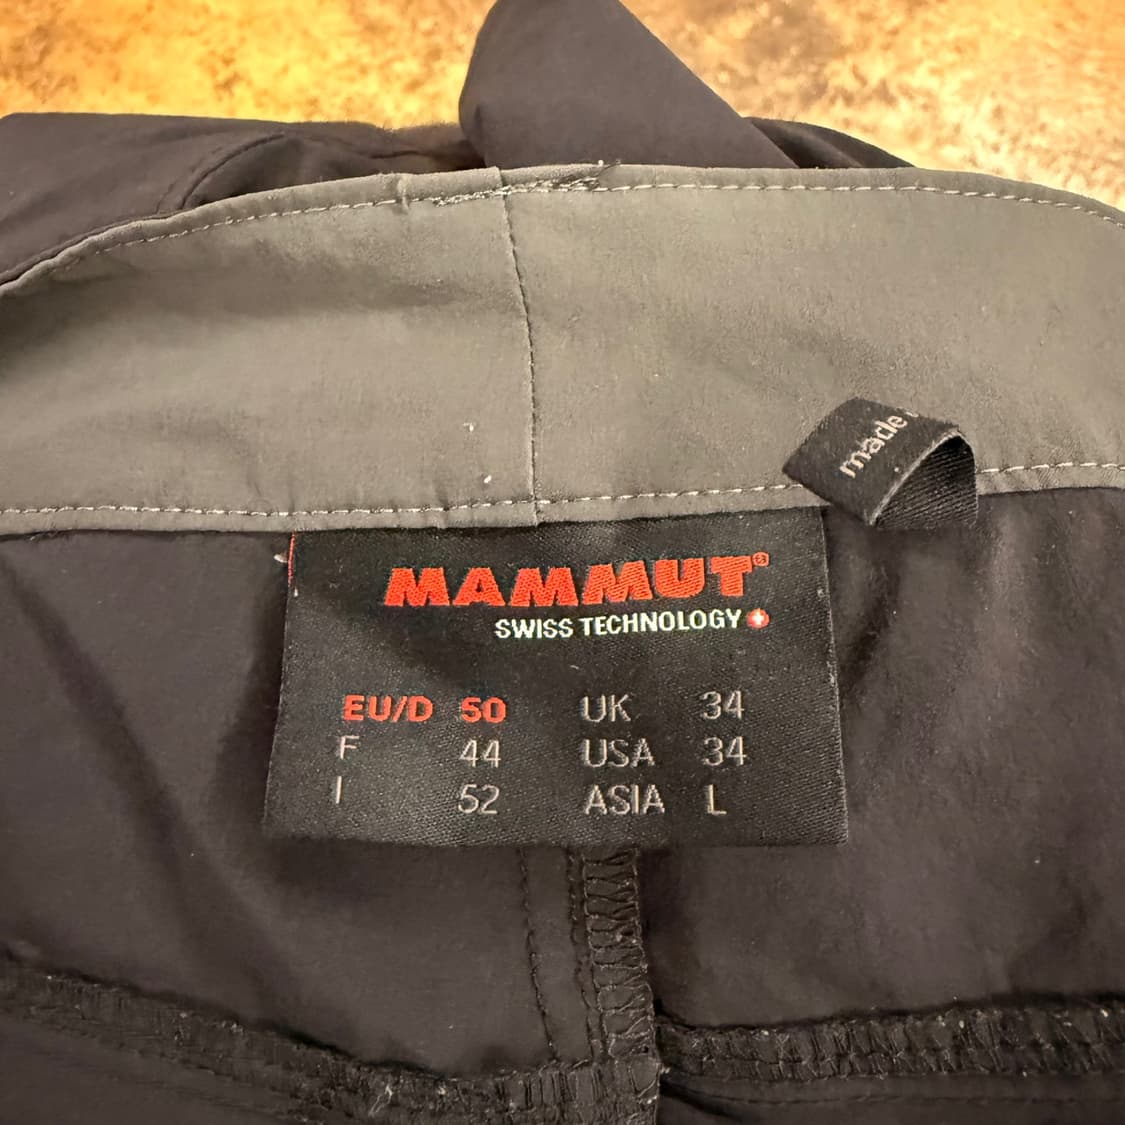 made
MAMMUT®
SWISS TECHNOLOGY
EU/D 50 UK 34
F 44 USA 34
I 52 ASIA L